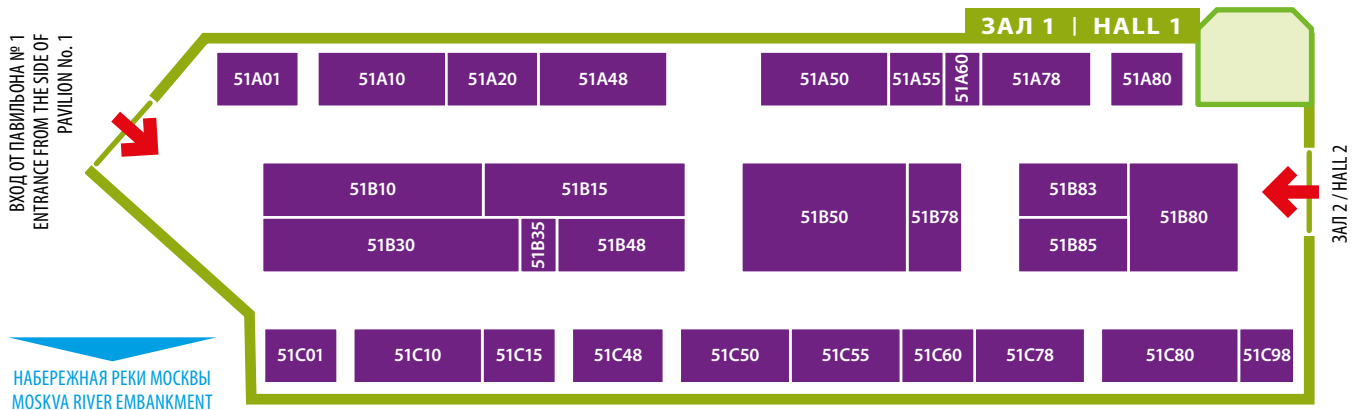 ЗАЛ 1 | HALL 1
ВХОД ОТ ПАВИЛЬОНА № 1
ENTRANCE FROM THE SIDE OF
PAVILION No. 1
51A01 51A10 51A20 51A48 51A50 51A55 51A60 51A78 51A80
51B10 51B15 51B50 51B78 51B83 51B80
51B30 51B35 51B48 51B85
ЗАЛ 2 / HALL 2
51C01 51C10 51C15 51C48 51C50 51C55 51C60 51C78 51C80 51C98
НАБЕРЕЖНАЯ РЕКИ МОСКВЫ
MOSKVA RIVER EMBANKMENT